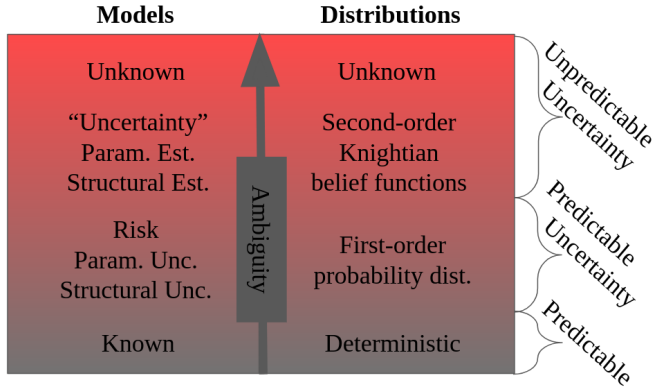 Models
Distributions
Unknown
Unknown
“Uncertainty”
Param. Est.
Structural Est.
Second-order
Knightian
belief functions
Risk
Param. Unc.
Structural Unc.
First-order
probability dist.
Known
Deterministic
Ambiguity
Unpredictable
Uncertainty
Predictable
Uncertainty
Predictable